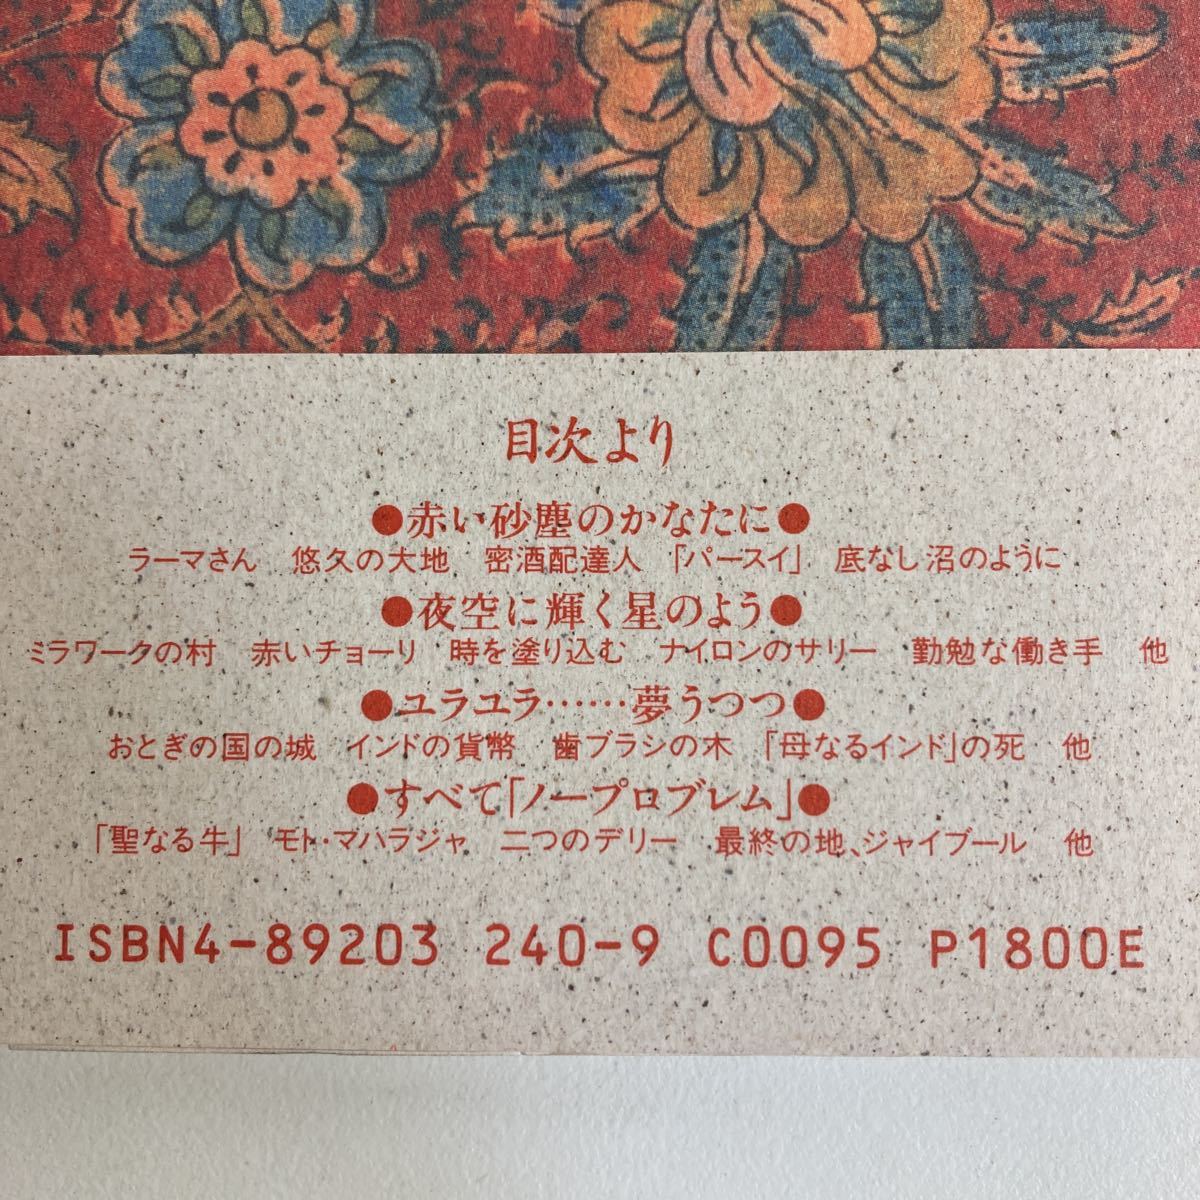 目次より
●赤い砂塵のかなたに●
ラーマさん　悠久の大地　密酒配達人　「パースイ」　底なし沼のように
●夜空に輝く星のよう●
ミラワークの村　赤いチョーリ　時を塗り込む　ナイロンのサリー　勤勉な働き手　他
●ユラユラ……夢うつつ●
おとぎの国の城　インドの貨幣　歯ブラシの木　「母なるインド」の死　他
●すべて「ノープロブレム」●
「聖なる牛」　モト・マハラジャ　二つのデリー　最終の地、ジャイプール　他
ISBN4-89203 240-9 C0095 P1800E